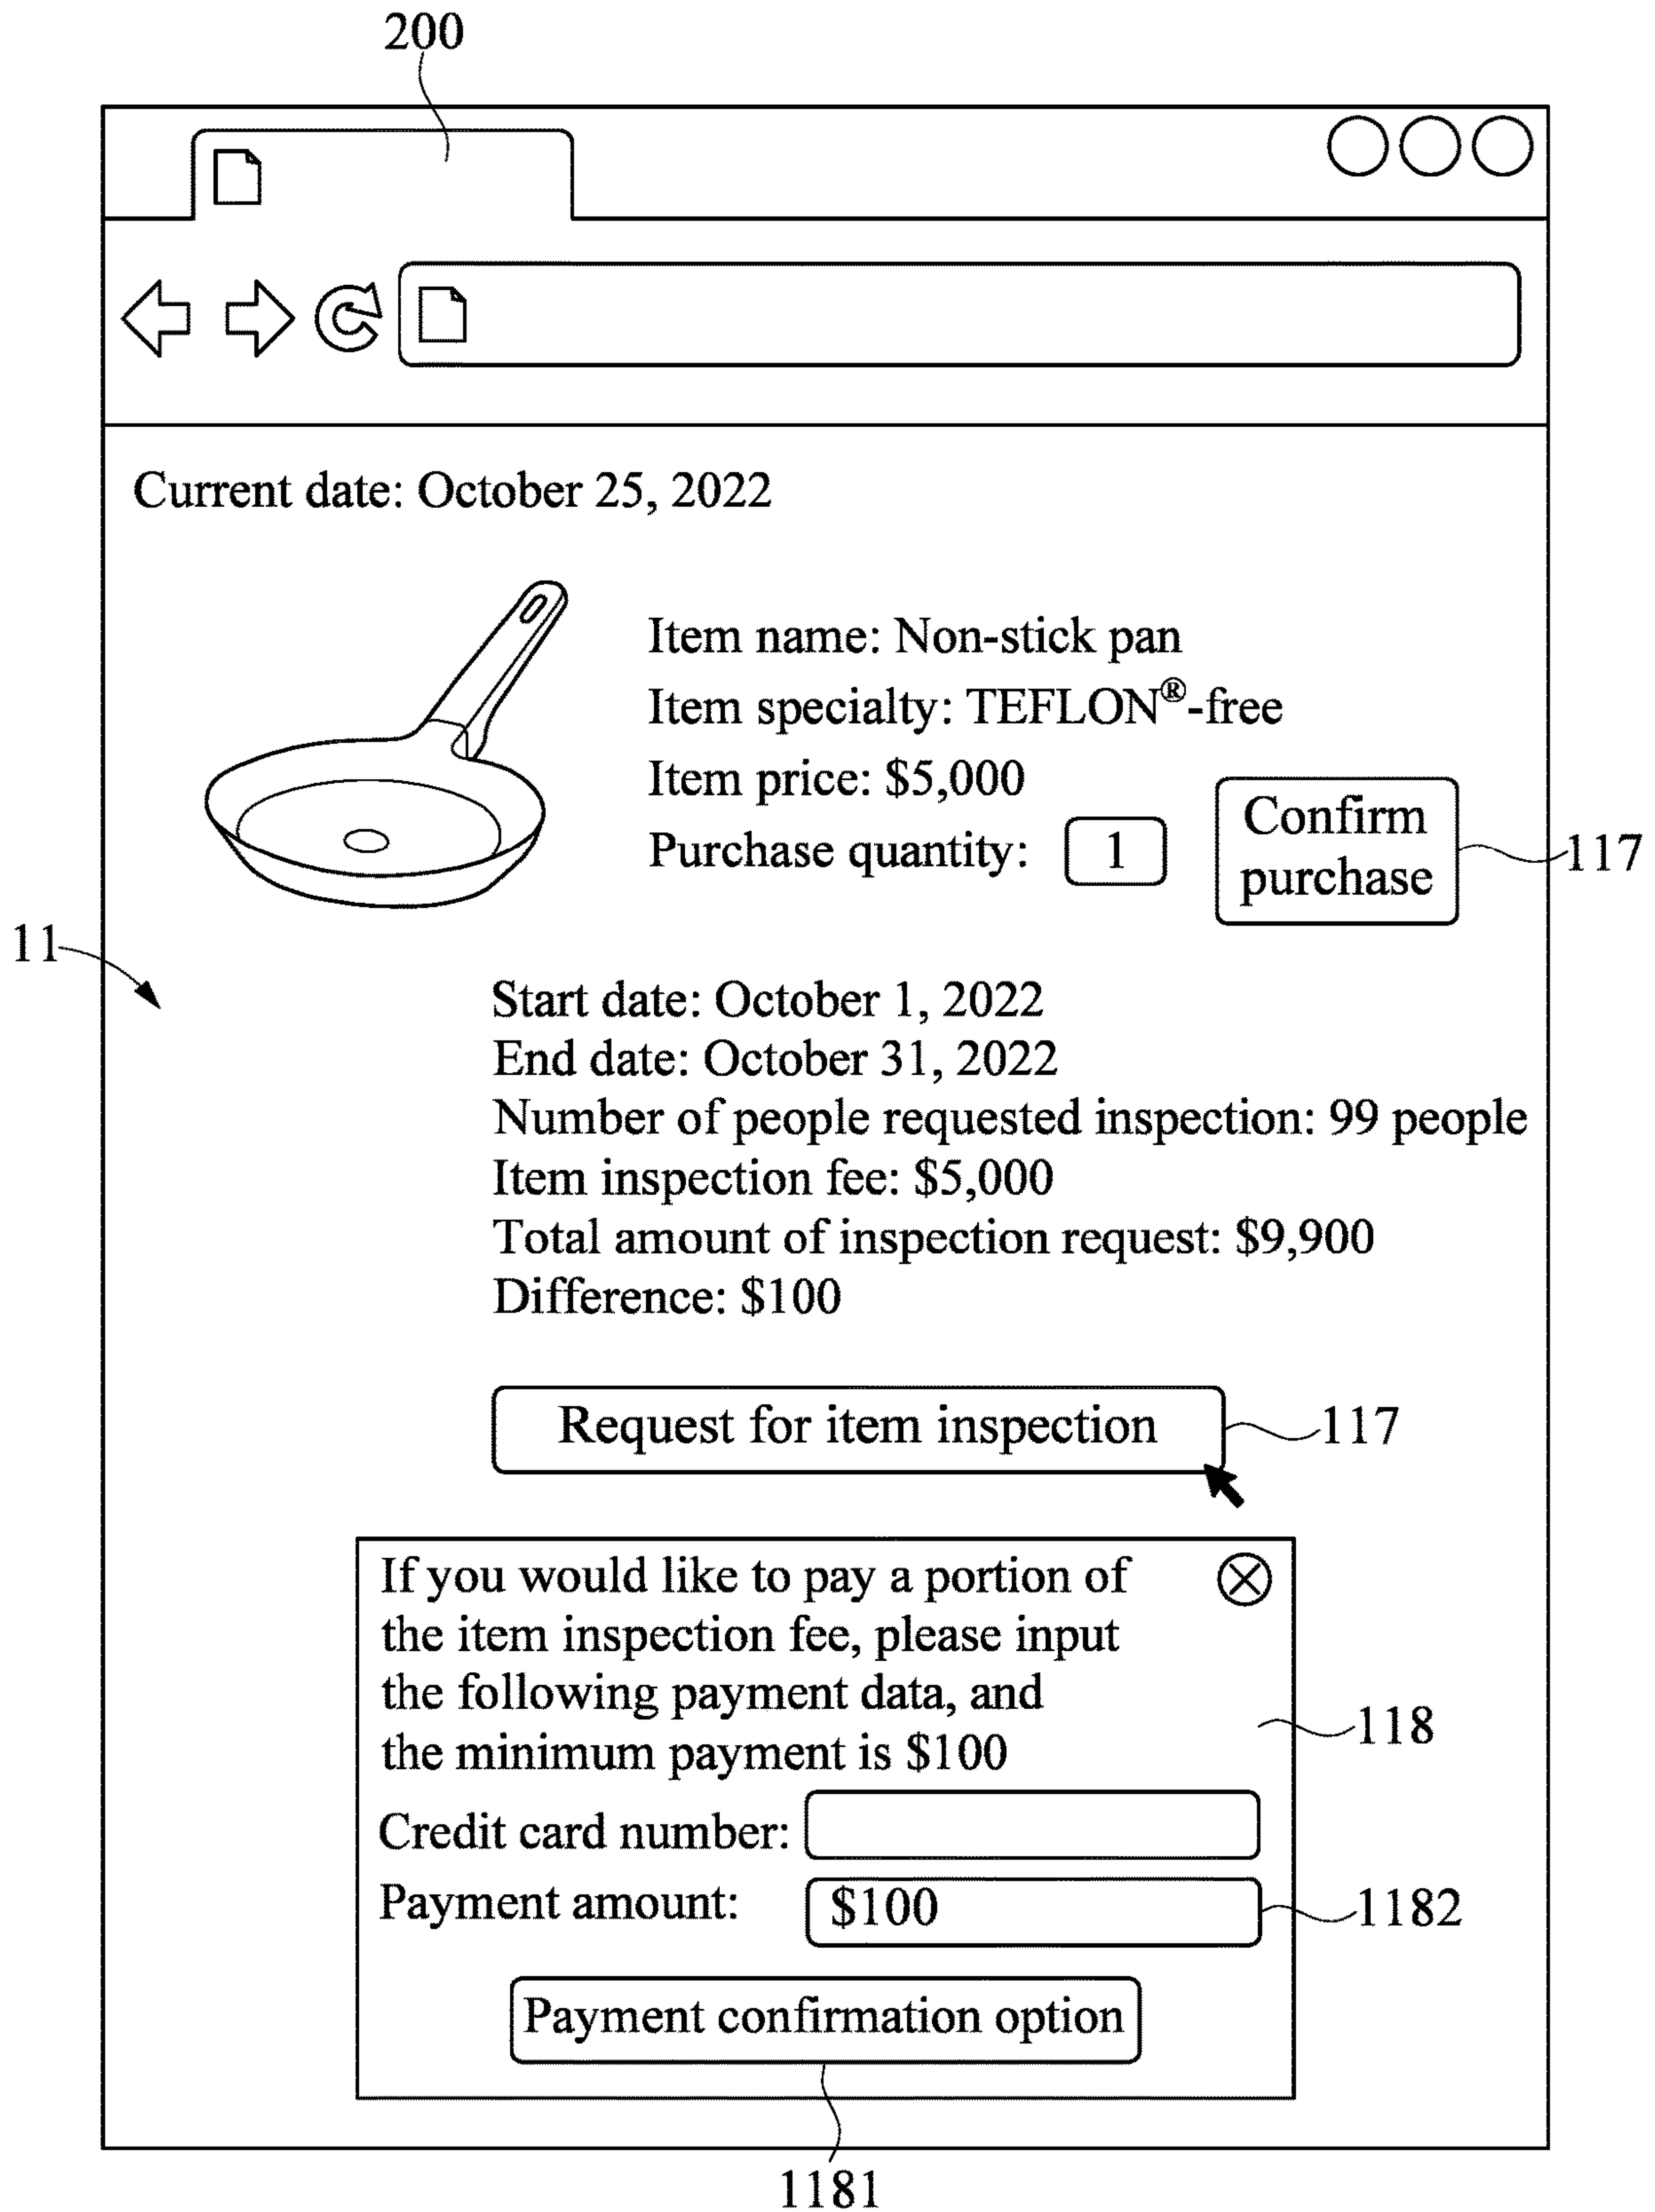 200
Current date: October 25, 2022
Item name: Non-stick pan
Item specialty: TEFLON®-free
Item price: $5,000
Purchase quantity: 1
Confirm
purchase
117
11
Start date: October 1, 2022
End date: October 31, 2022
Number of people requested inspection: 99 people
Item inspection fee: $5,000
Total amount of inspection request: $9,900
Difference: $100
Request for item inspection
117
If you would like to pay a portion of
the item inspection fee, please input
the following payment data, and
the minimum payment is $100
118
Credit card number:
Payment amount: $100
1182
Payment confirmation option
1181